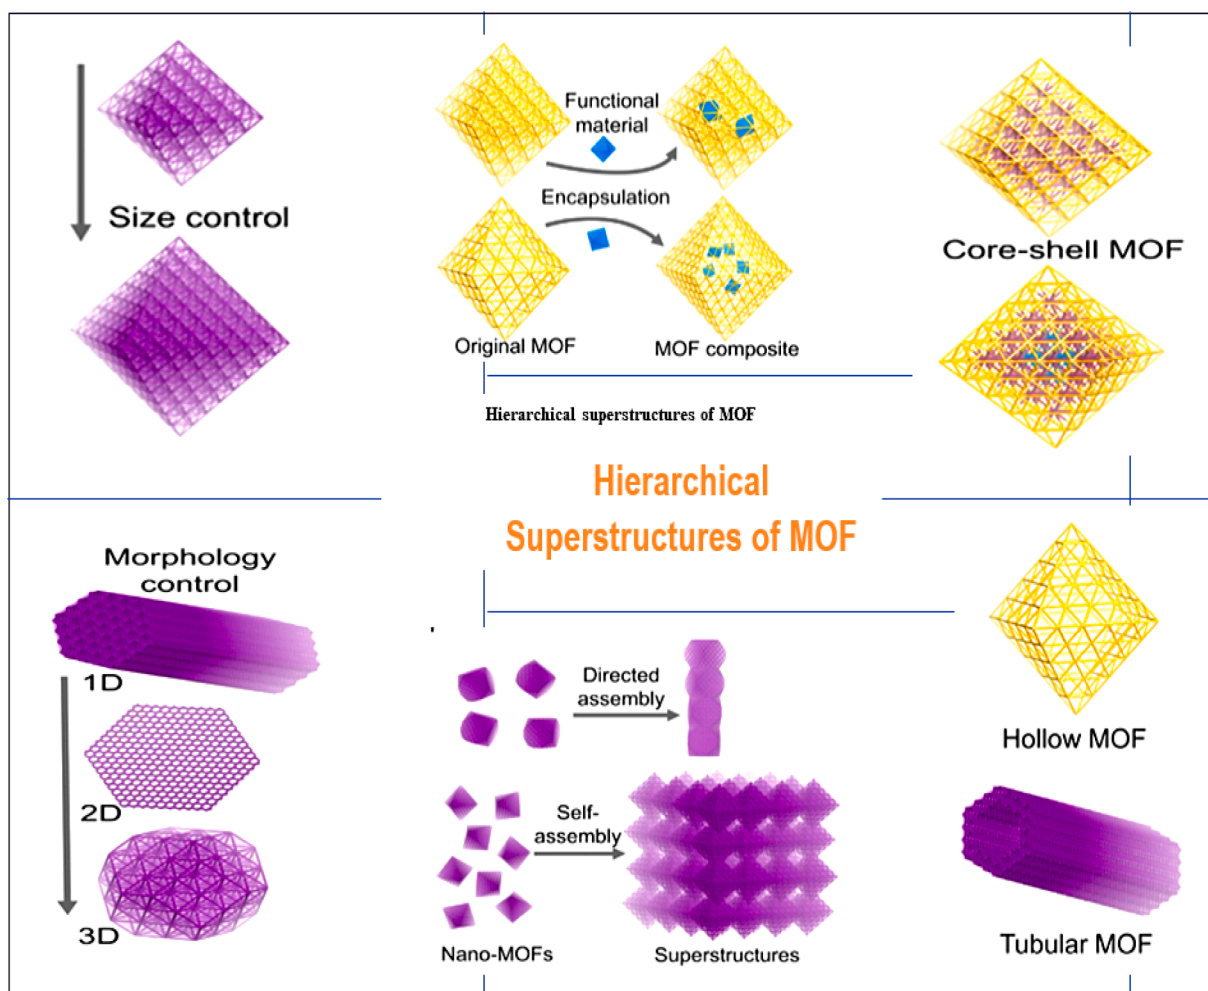 Size control
Functional
material
Encapsulation
Original MOF
MOF composite
Core-shell MOF
Hierarchical superstructures of MOF
Hierarchical
Superstructures of MOF
Morphology
control
1D
2D
3D
Directed
assembly
Self-
assembly
Nano-MOFs
Superstructures
Hollow MOF
Tubular MOF